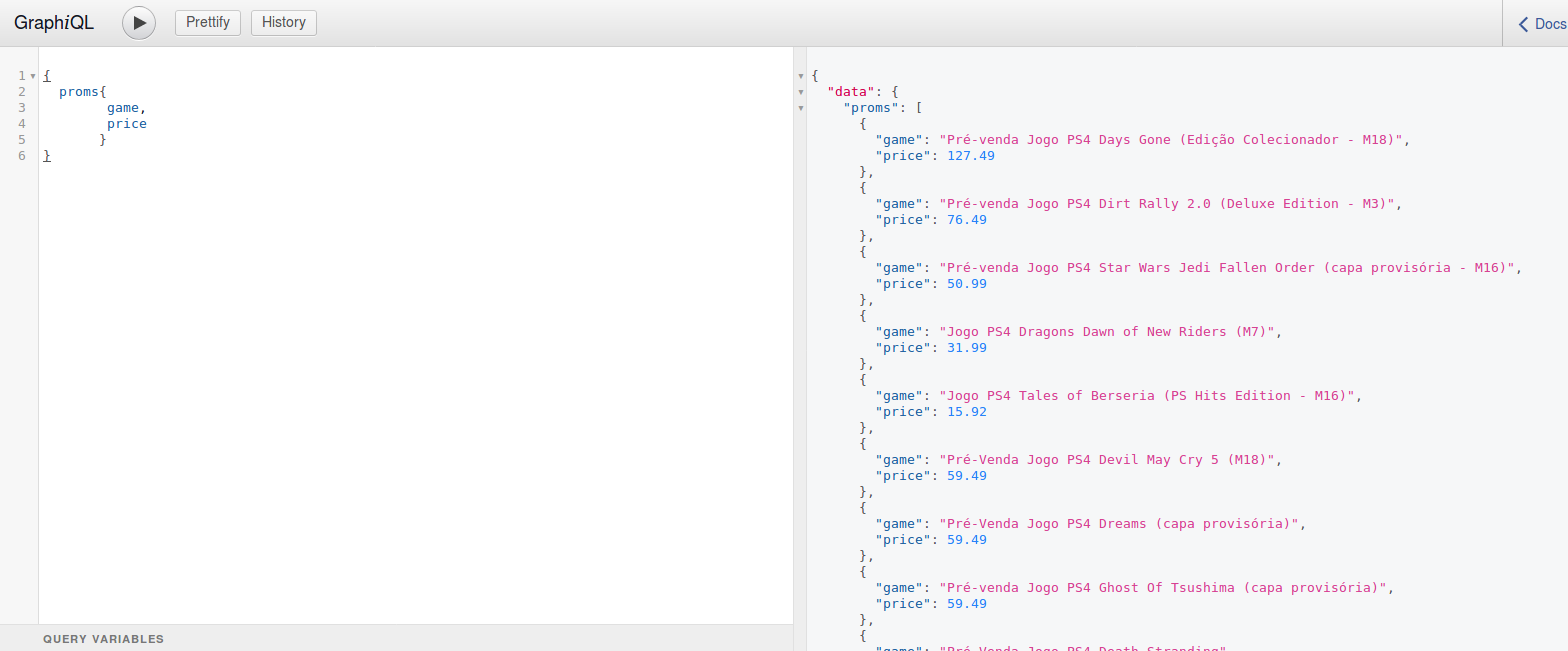 GraphiQL Prettify History Docs
1 {
2 proms{
3 game,
4 price
5 }
6 }
QUERY VARIABLES
{
"data": {
"proms": [
{
"game": "Pré-venda Jogo PS4 Days Gone (Edição Colecionador - M18)",
"price": 127.49
},
{
"game": "Pré-venda Jogo PS4 Dirt Rally 2.0 (Deluxe Edition - M3)",
"price": 76.49
},
{
"game": "Pré-venda Jogo PS4 Star Wars Jedi Fallen Order (capa provisória - M16)",
"price": 50.99
},
{
"game": "Jogo PS4 Dragons Dawn of New Riders (M7)",
"price": 31.99
},
{
"game": "Jogo PS4 Tales of Berseria (PS Hits Edition - M16)",
"price": 15.92
},
{
"game": "Pré-Venda Jogo PS4 Devil May Cry 5 (M18)",
"price": 59.49
},
{
"game": "Pré-Venda Jogo PS4 Dreams (capa provisória)",
"price": 59.49
},
{
"game": "Pré-venda Jogo PS4 Ghost Of Tsushima (capa provisória)",
"price": 59.49
},
{
"game": "Pré-Venda Jogo PS4 Death Stranding",